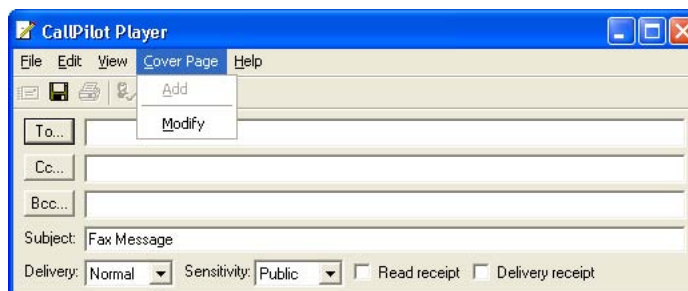 CallPilot Player
File Edit View Cover Page Help
Add
Modify
To...
Cc...
Bcc...
Subject: Fax Message
Delivery: Normal Sensitivity: Public Read receipt Delivery receipt